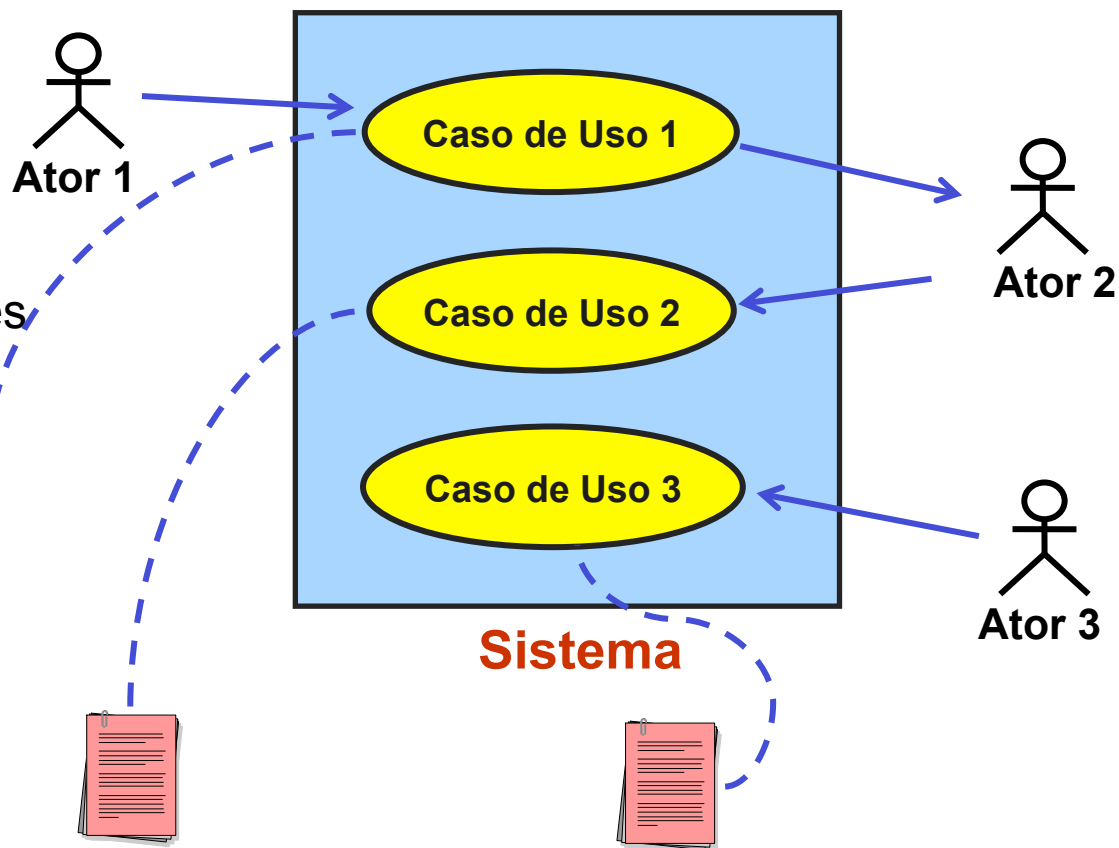 Caso de Uso 1
Ator 1
Caso de Uso 2
Ator 2
Caso de Uso 3
Ator 3
Sistema